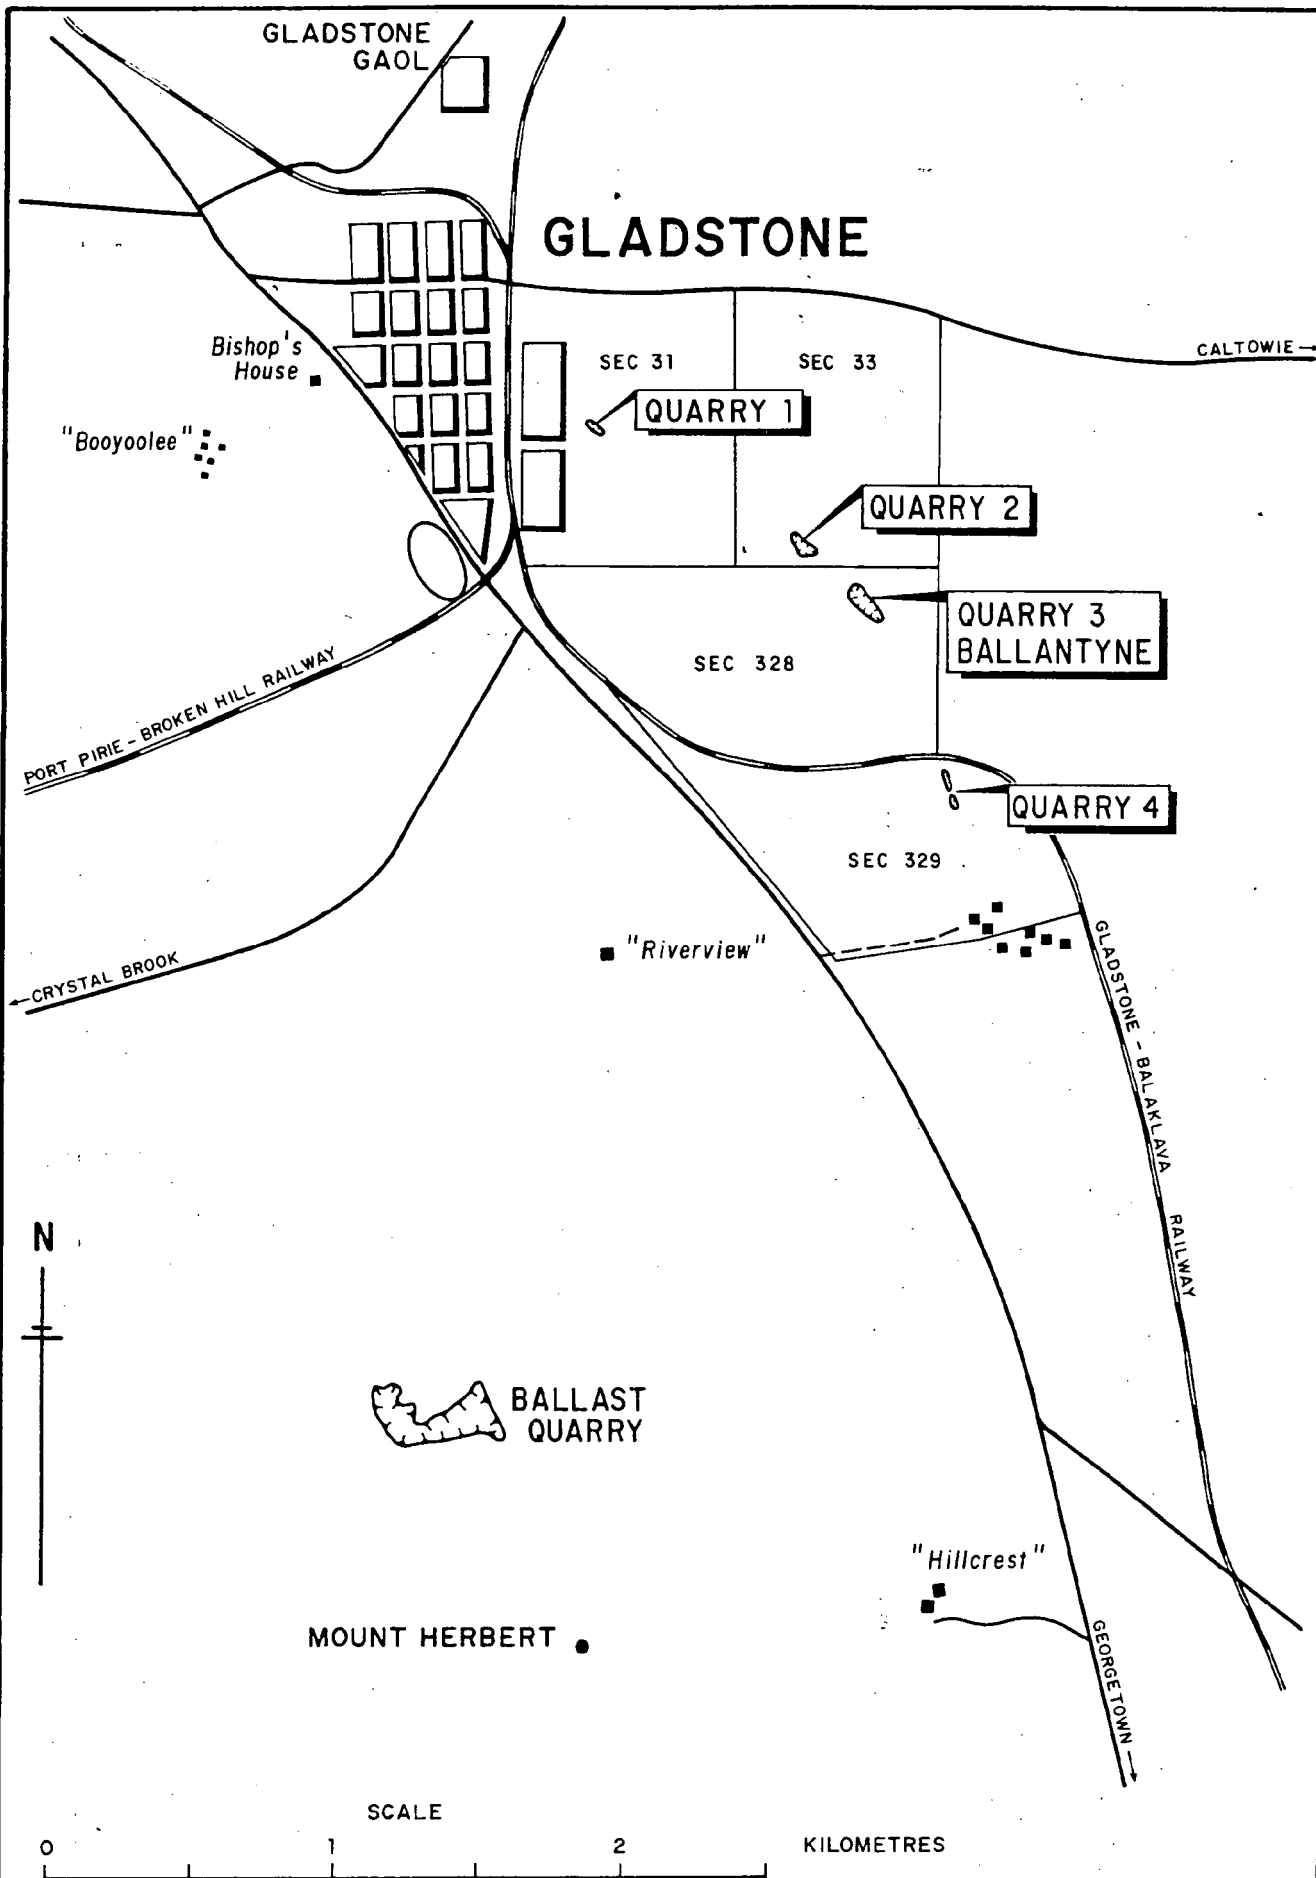 GLADSTONE
GAOL
GLADSTONE
Bishop's
House
SEC 31
SEC 33
CALTOWIE
QUARRY 1
"Booyoolee"
QUARRY 2
QUARRY 3
BALLANTYNE
SEC 328
PORT PIRIE - BROKEN HILL RAILWAY
QUARRY 4
SEC 329
"Riverview"
CRYSTAL BROOK
GLADSTONE - BALAKLAVA RAILWAY
N
BALLAST
QUARRY
"Hillcrest"
MOUNT HERBERT
GEORGETOWN
SCALE
0 1 2 KILOMETRES